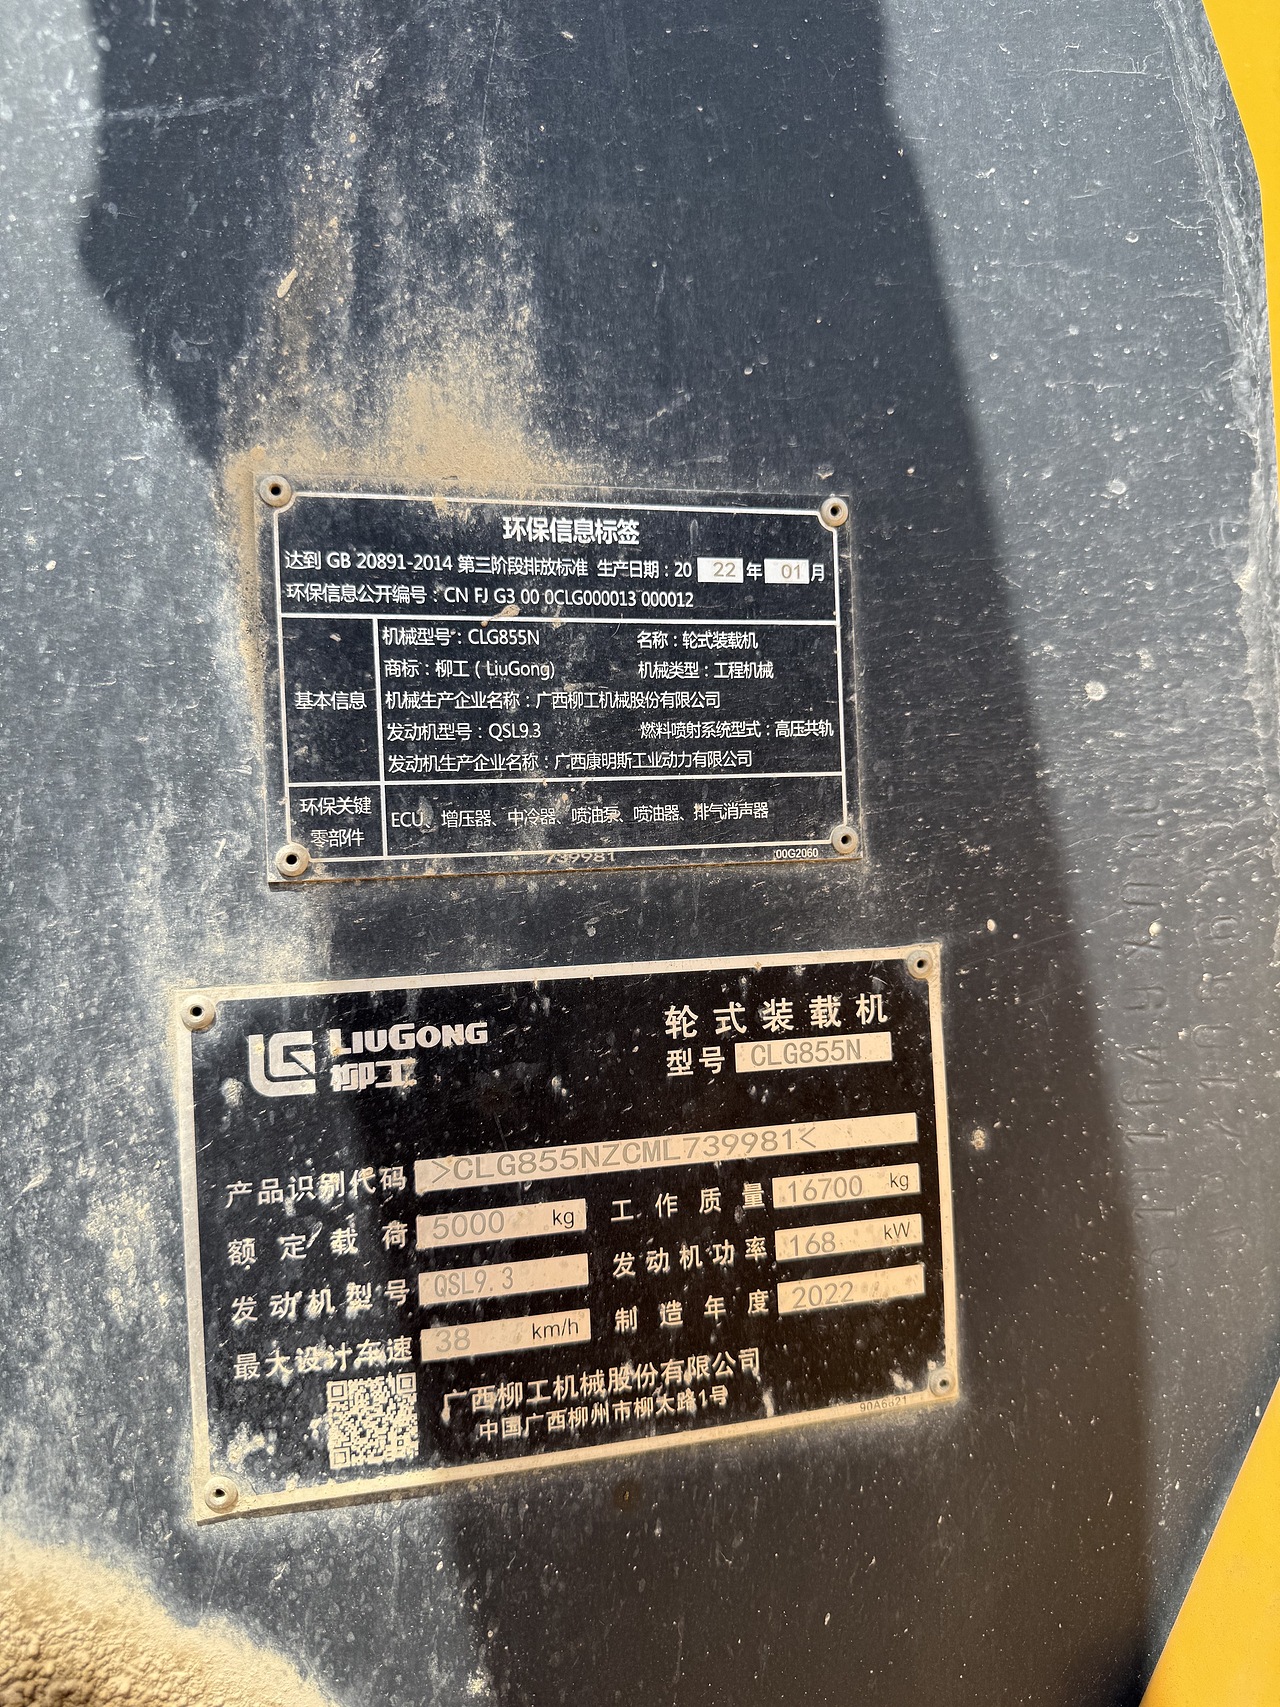 环保信息标签
达到 GB 20891-2014 第三阶段排放标准 生产日期：20 22 年 01 月
环保信息公开编号：CN FJ G3 00 0CLG000013 000012
基本信息
机械型号：CLG855N 名称：轮式装载机
商标：柳工（LiuGong） 机械类型：工程机械
机械生产企业名称：广西柳工机械股份有限公司
发动机型号：QSL9.3 燃料喷射系统型式：高压共轨
发动机生产企业名称：广西康明斯工业动力有限公司
环保关键
零部件
ECU、增压器、中冷器、喷油泵、喷油器、排气消声器
739981 00G2060
LIUGONG
柳工
轮式装载机
型号 CLG855N
产品识别代码 >CLG855NZCML739981<
额定载荷 5000 kg 工作质量 16700 kg
发动机型号 QSL9.3 发动机功率 168 kW
最大设计车速 38 km/h 制造年度 2022
广西柳工机械股份有限公司
中国广西柳州市柳太路1号